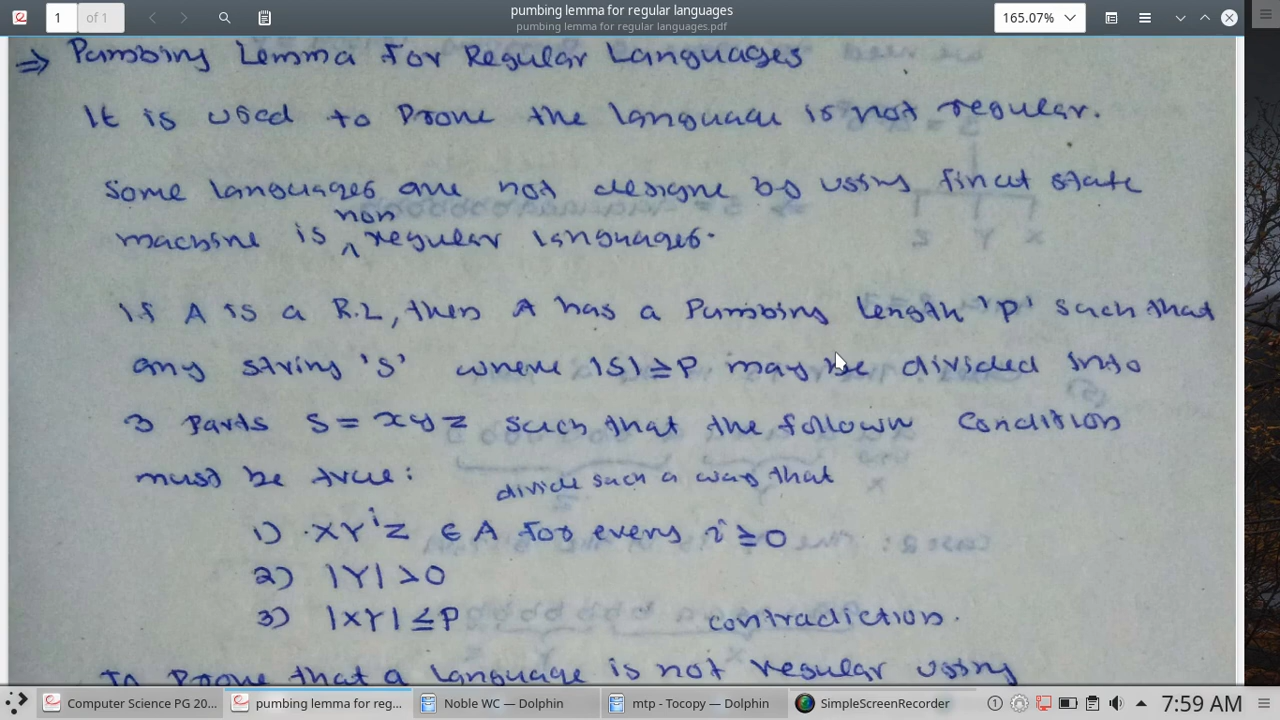 pumbing lemma for regular languages
pumbing lemma for regular languages.pdf
1 of 1
165.07%
⇒ Pumbing Lemma For Regular Languages
It is used to Prove the language is not regular.
Some languages are not designe by using finat state
non
machine is ^ regular languages.
If A is a R.L, then A has a Pumbing length 'p' such that
any string 's' where |S| ≥ P may be divided into
3 Parts S = xyz such that the follown Condition
must be true:
divide such a way that
1) ·XYⁱZ ∈ A for every i ≥ 0
2) |Y| > 0
3) |XY| ≤ P contradiction.
To Prove that a language is not regular using
Computer Science PG 20...
pumbing lemma for reg...
Noble WC — Dolphin
mtp - Tocopy — Dolphin
SimpleScreenRecorder
7:59 AM